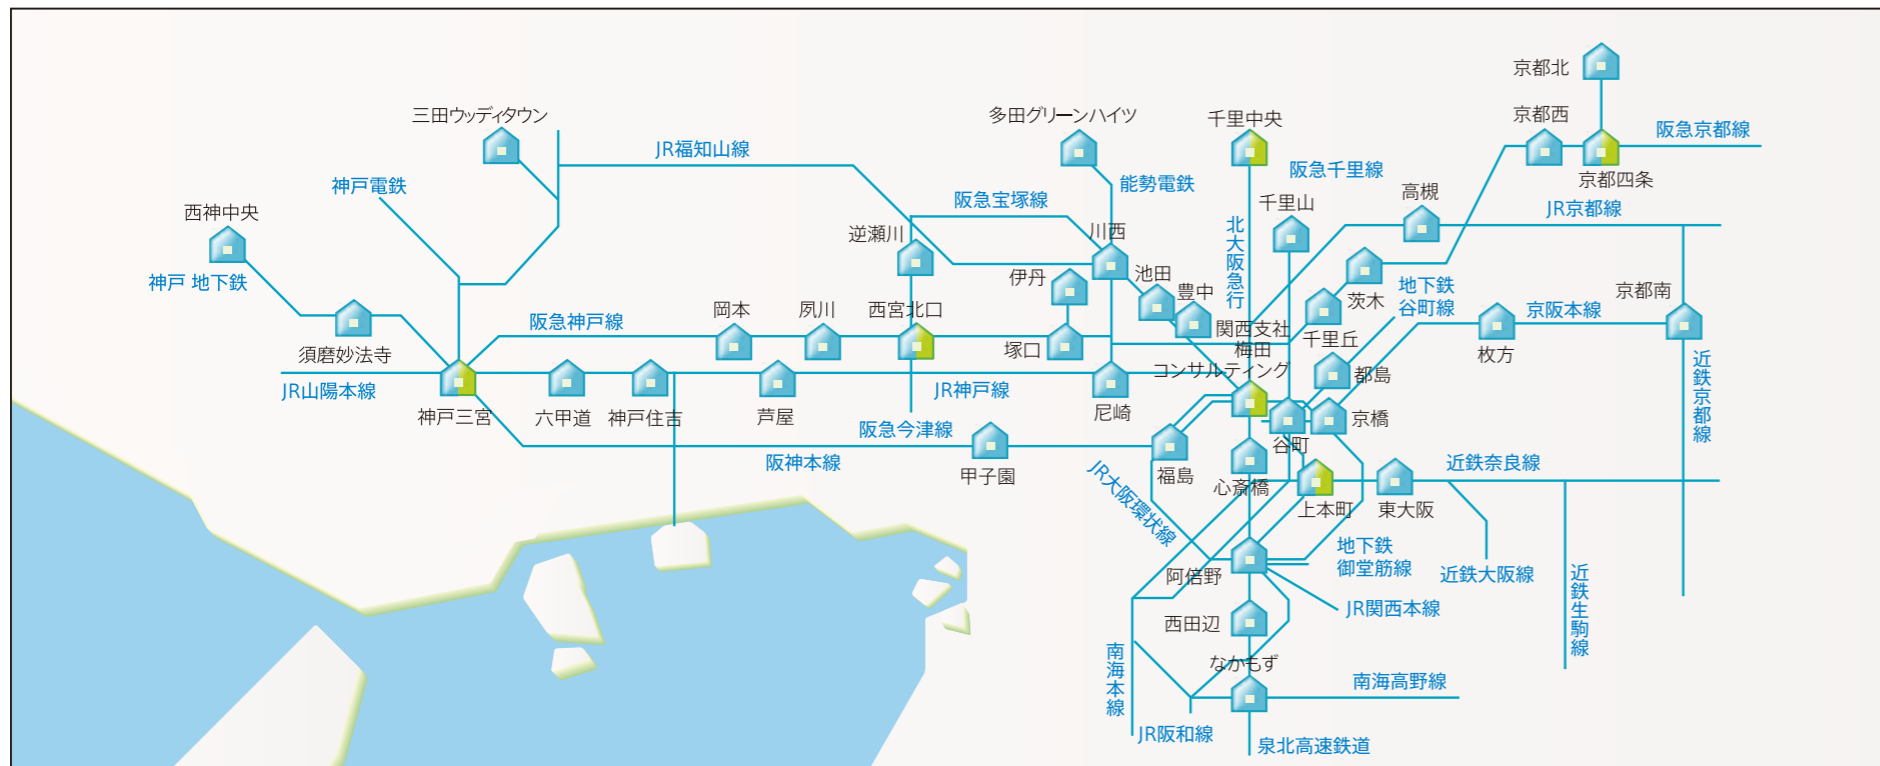 京都北
三田ウッディタウン
多田グリーンハイツ
千里中央
京都西
阪急京都線
JR福知山線
阪急千里線
京都四条
神戸電鉄
能勢電鉄
高槻
西神中央
阪急宝塚線
千里山
JR京都線
逆瀬川
川西
北大阪急行
神戸 地下鉄
伊丹
池田
豊中
茨木
地下鉄
谷町線
京都南
岡本
夙川
西宮北口
阪急神戸線
関西支社
梅田
コンサルティング
千里丘
京阪本線
須磨妙法寺
塚口
枚方
都島
近鉄京都線
JR山陽本線
JR神戸線
神戸三宮
六甲道
神戸住吉
芦屋
尼崎
京橋
阪急今津線
谷町
阪神本線
甲子園
福島
心斎橋
近鉄奈良線
JR大阪環状線
上本町
東大阪
地下鉄
御堂筋線
阿倍野
近鉄大阪線
近鉄生駒線
JR関西本線
西田辺
南海本線
なかもず
南海高野線
JR阪和線
泉北高速鉄道